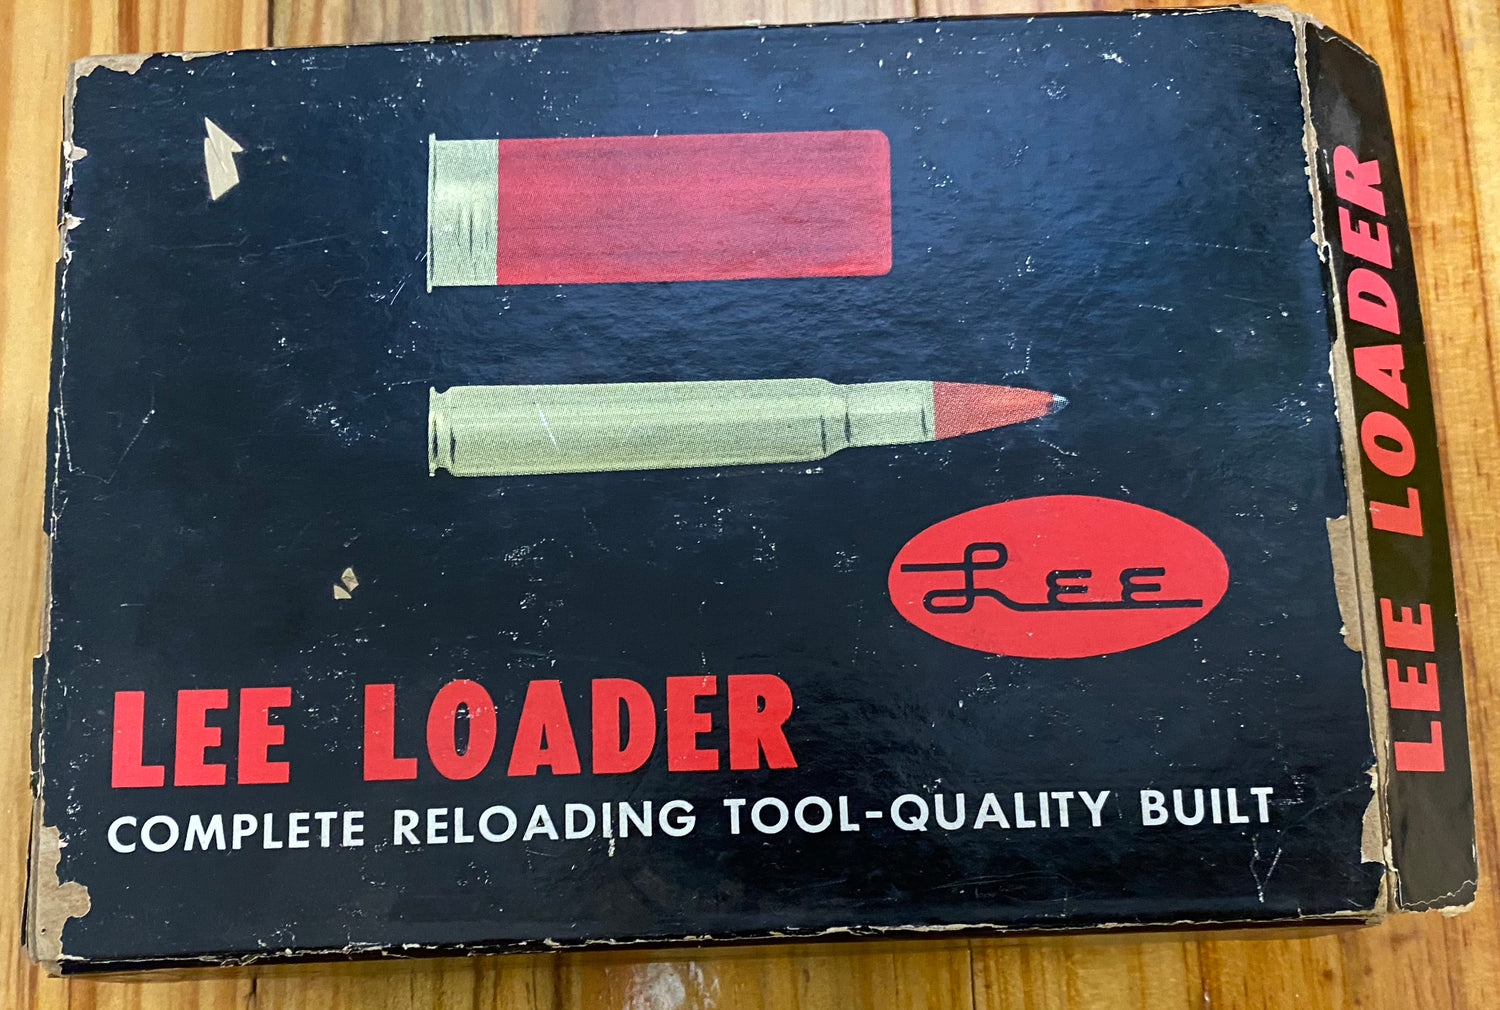 LEE
LEE LOADER
COMPLETE RELOADING TOOL-QUALITY BUILT
LEE LOADER